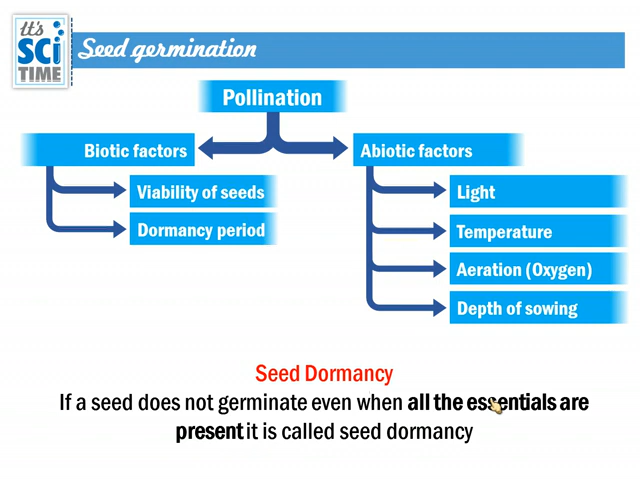 It's
SCi
TIME
Seed germination
Pollination
Biotic factors
Abiotic factors
Viability of seeds
Light
Dormancy period
Temperature
Aeration (Oxygen)
Depth of sowing
Seed Dormancy
If a seed does not germinate even when all the essentials are
present it is called seed dormancy